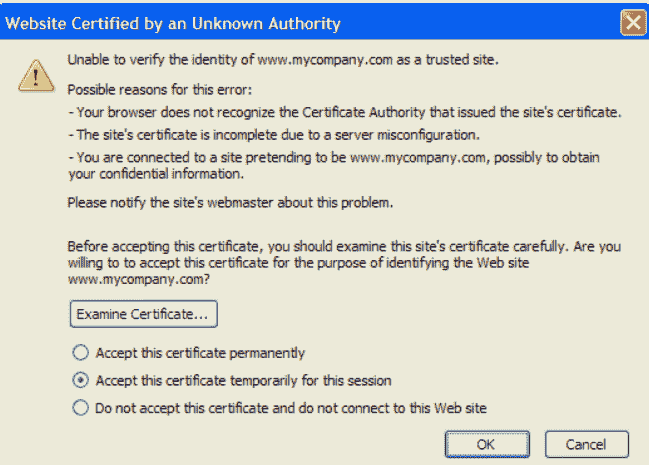 Website Certified by an Unknown Authority
Unable to verify the identity of www.mycompany.com as a trusted site.
Possible reasons for this error:
- Your browser does not recognize the Certificate Authority that issued the site's certificate.
- The site's certificate is incomplete due to a server misconfiguration.
- You are connected to a site pretending to be www.mycompany.com, possibly to obtain
your confidential information.
Please notify the site's webmaster about this problem.
Before accepting this certificate, you should examine this site's certificate carefully. Are you
willing to to accept this certificate for the purpose of identifying the Web site
www.mycompany.com?
Examine Certificate...
Accept this certificate permanently
Accept this certificate temporarily for this session
Do not accept this certificate and do not connect to this Web site
OK Cancel